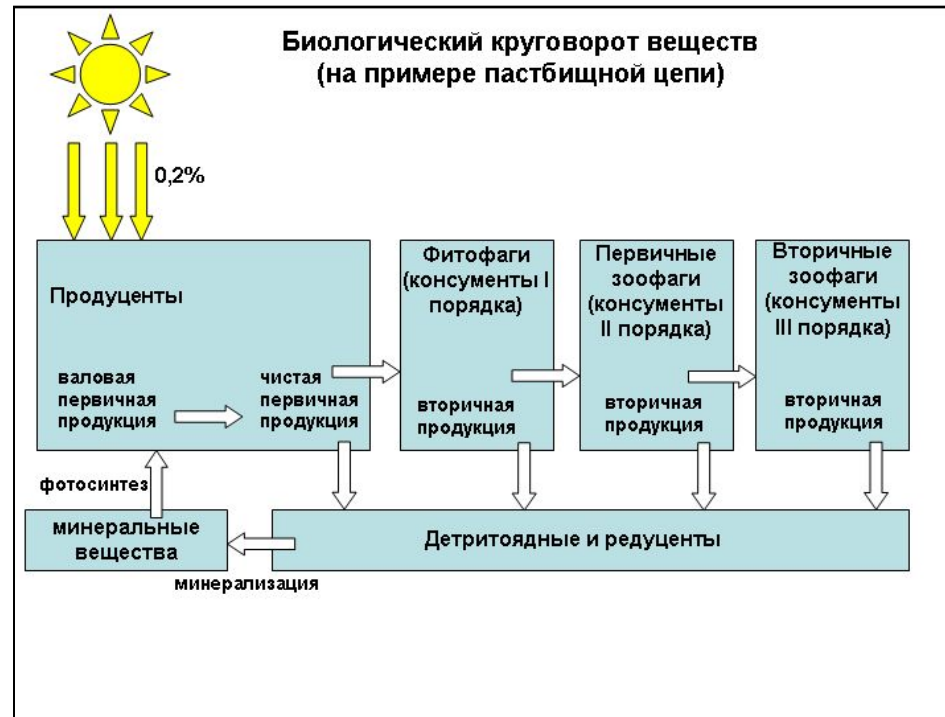 Биологический круговорот веществ
(на примере пастбищной цепи)
0,2%
Продуценты
валовая
первичная
продукция
чистая
первичная
продукция
Фитофаги
(консументы I
порядка)
вторичная
продукция
Первичные
зоофаги
(консументы
II порядка)
вторичная
продукция
Вторичные
зоофаги
(консументы
III порядка)
вторичная
продукция
фотосинтез
минеральные
вещества
минерализация
Детритоядные и редуценты